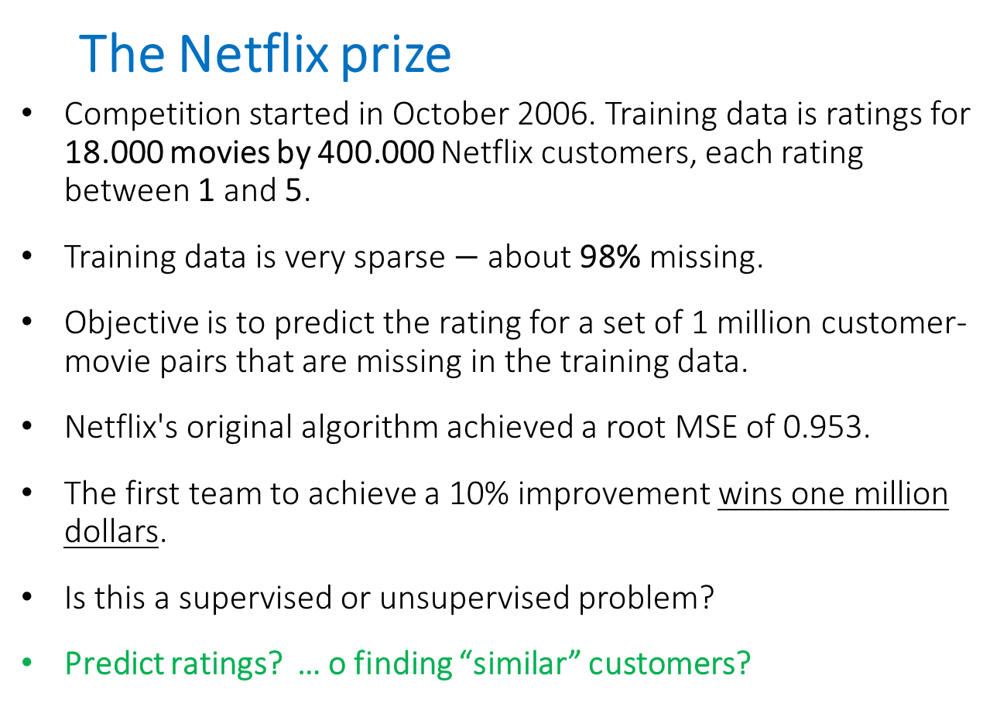 The Netflix prize
• Competition started in October 2006. Training data is ratings for
18.000 movies by 400.000 Netflix customers, each rating
between 1 and 5.
• Training data is very sparse — about 98% missing.
• Objective is to predict the rating for a set of 1 million customer-
movie pairs that are missing in the training data.
• Netflix's original algorithm achieved a root MSE of 0.953.
• The first team to achieve a 10% improvement wins one million
dollars.
• Is this a supervised or unsupervised problem?
• Predict ratings? ... o finding “similar” customers?